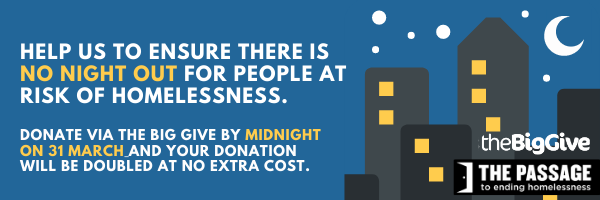 HELP US TO ENSURE THERE IS
NO NIGHT OUT FOR PEOPLE AT
RISK OF HOMELESSNESS.
DONATE VIA THE BIG GIVE BY MIDNIGHT
ON 31 MARCH AND YOUR DONATION
WILL BE DOUBLED AT NO EXTRA COST.
theBigGive
THE PASSAGE
to ending homelessness